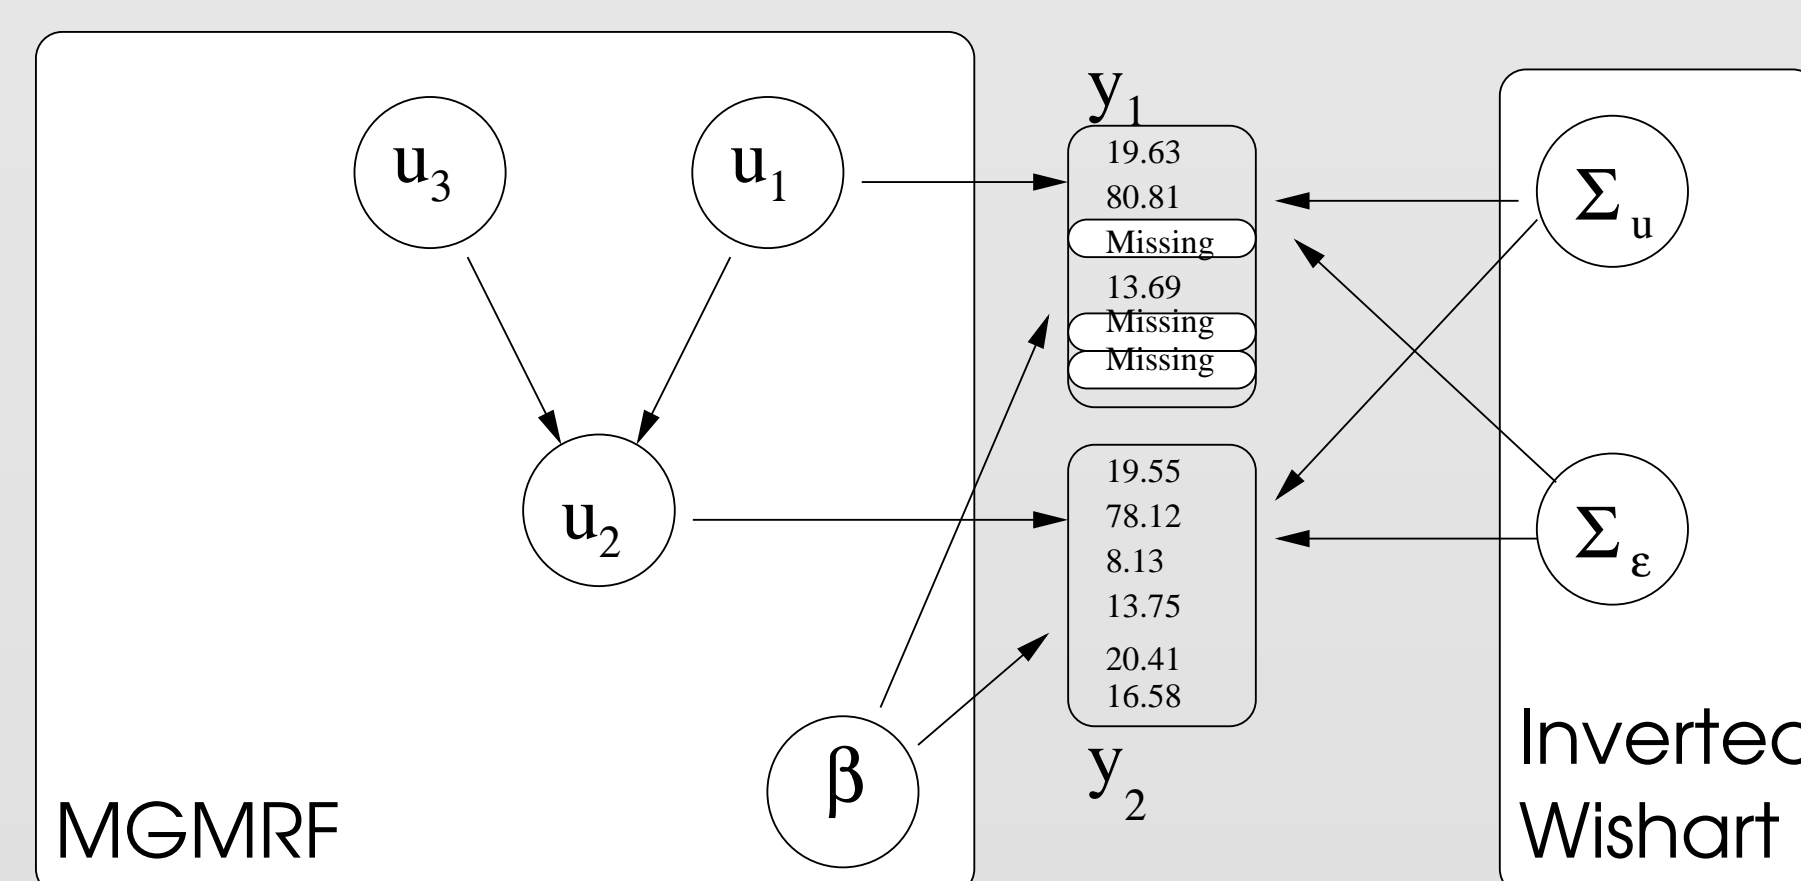 u3
u1
u2
β
MGMRF
y1
19.63
80.81
Missing
13.69
Missing
Missing
19.55
78.12
8.13
13.75
20.41
16.58
y2
Σu
Σε
Inverted
Wishart